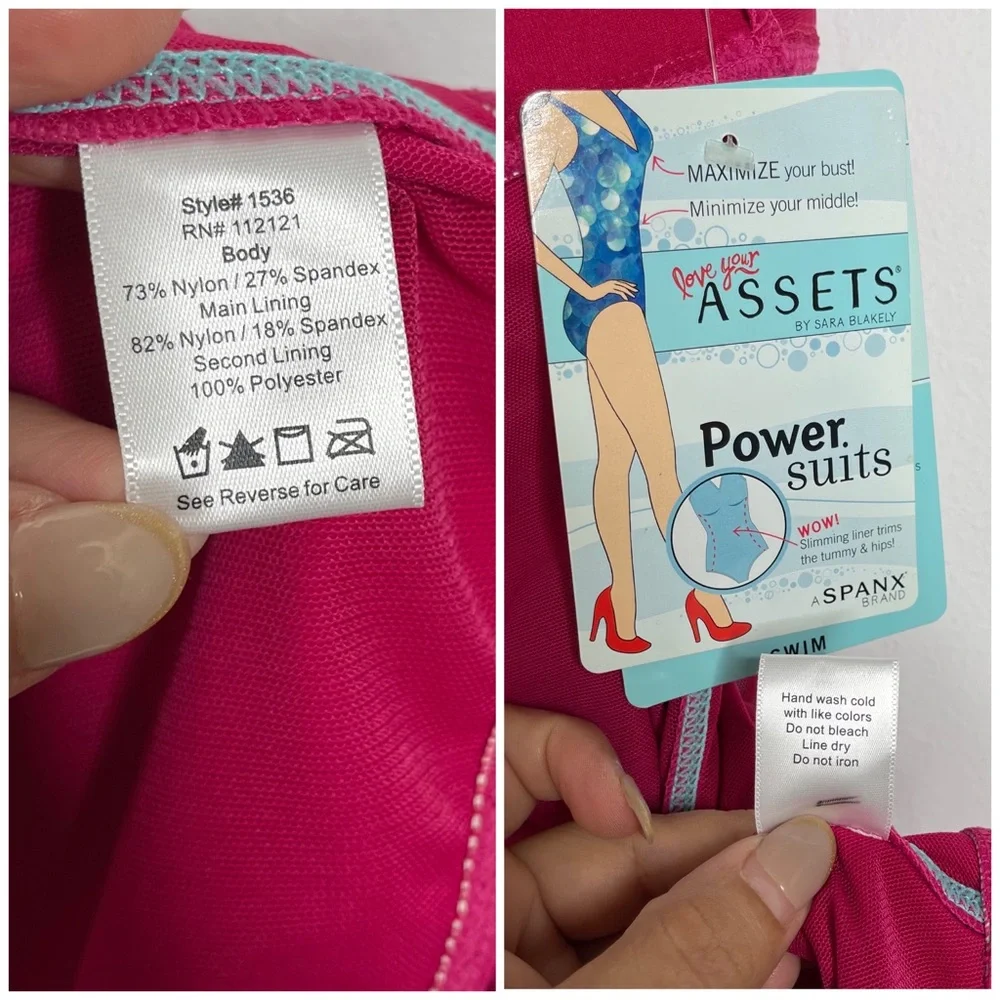 Style# 1536
RN# 112121
Body
73% Nylon / 27% Spandex
Main Lining
82% Nylon / 18% Spandex
Second Lining
100% Polyester
See Reverse for Care
MAXIMIZE your bust!
Minimize your middle!
love your
ASSETS®
BY SARA BLAKELY
Power.
suits
WOW!
Slimming liner trims
the tummy & hips!
A SPANX®
BRAND
s
SWIM
Hand wash cold
with like colors
Do not bleach
Line dry
Do not iron